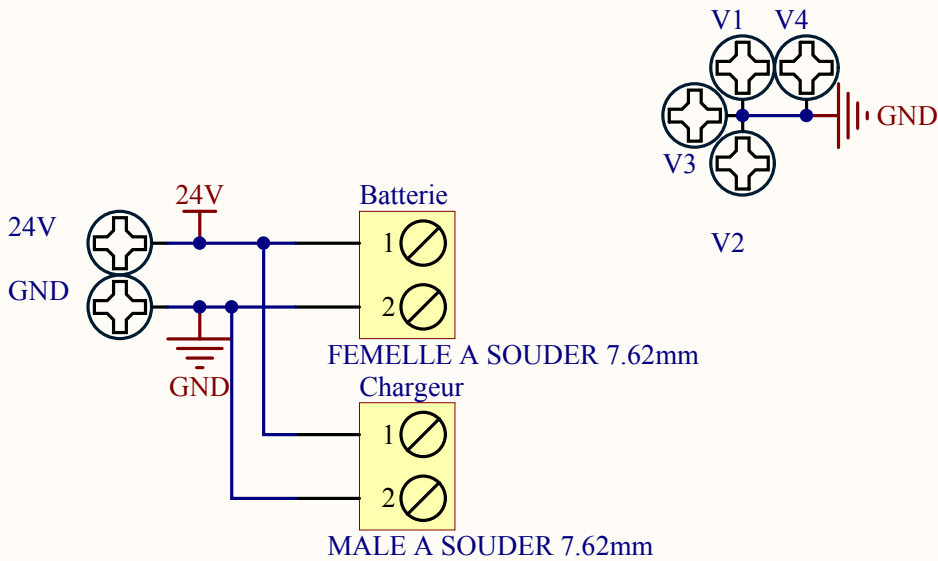 V1 V4
GND
V3
24V Batterie
24V
1
V2
GND
2
FEMELLE A SOUDER 7.62mm
GND Chargeur
1
2
MALE A SOUDER 7.62mm